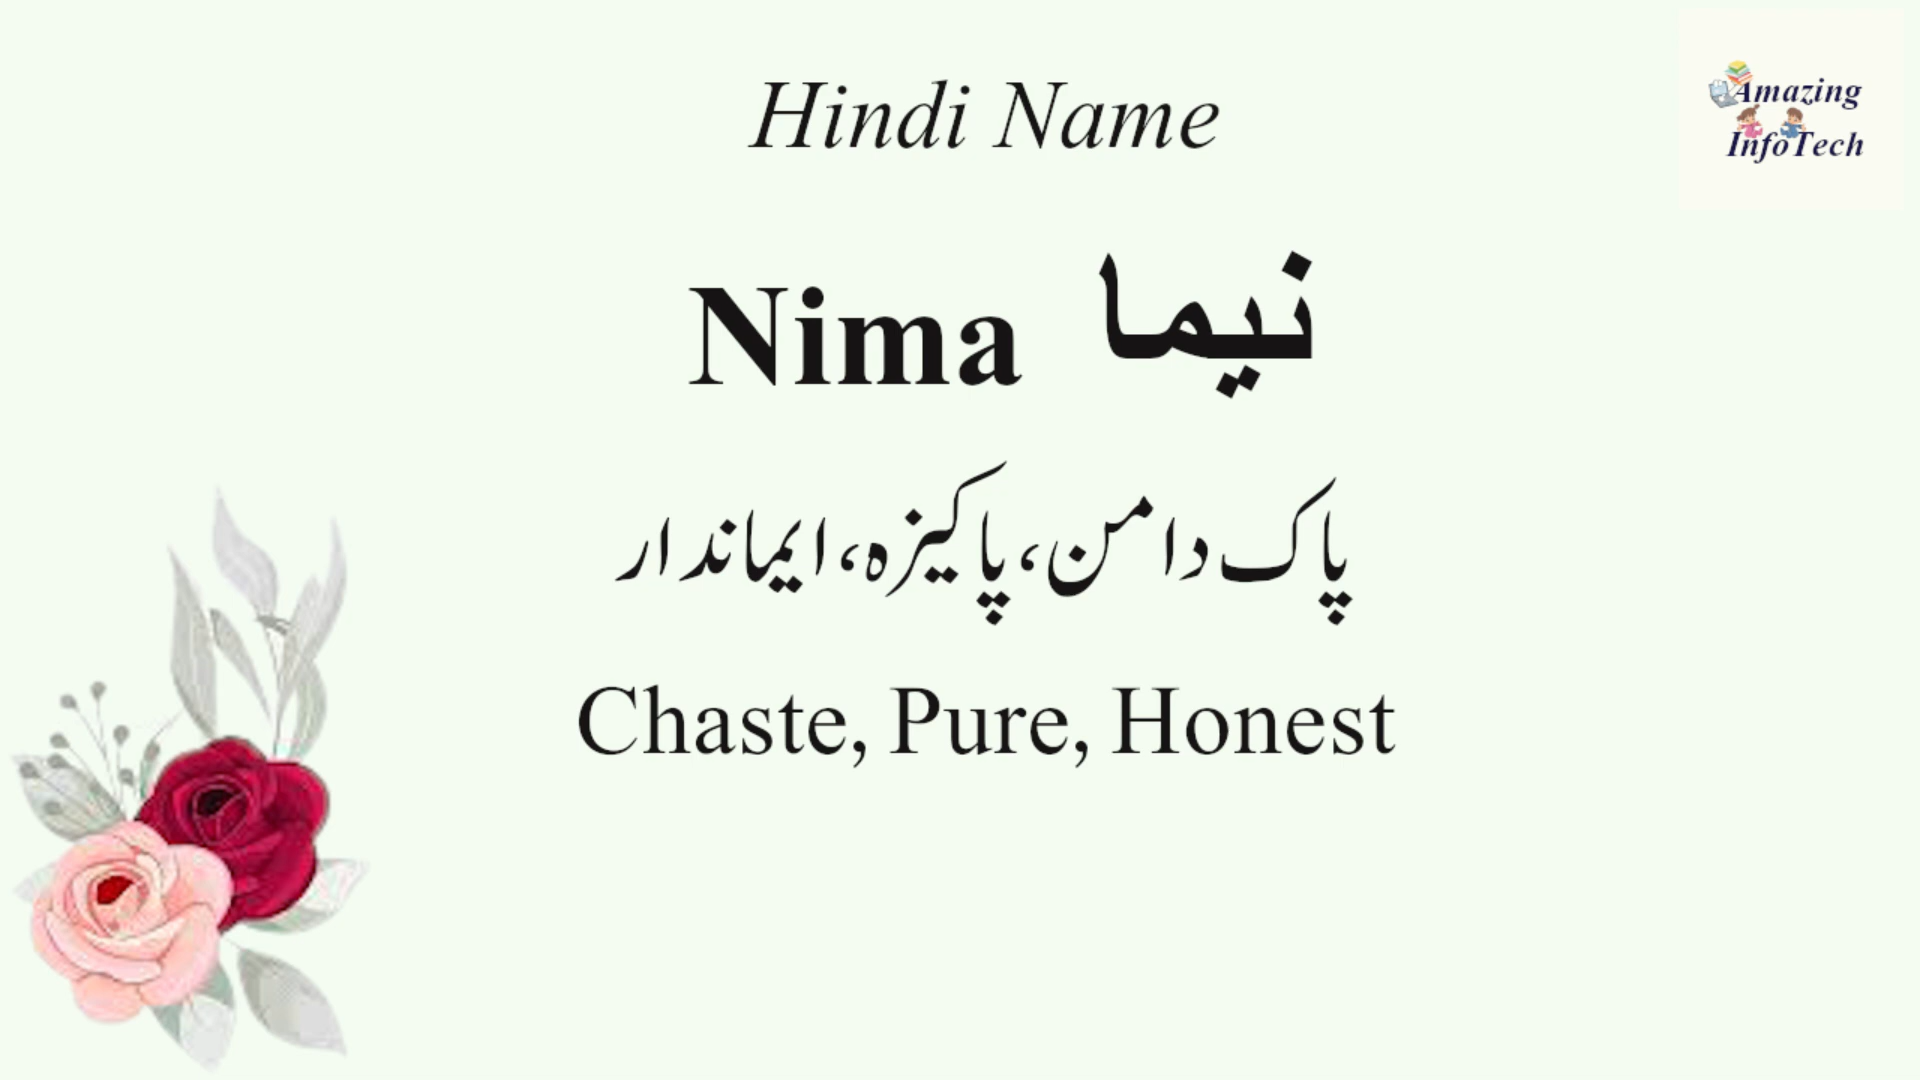 Hindi Name
Amazing
InfoTech
Nima نیما
پاک دامن، پاکیزہ، ایماندار
Chaste, Pure, Honest